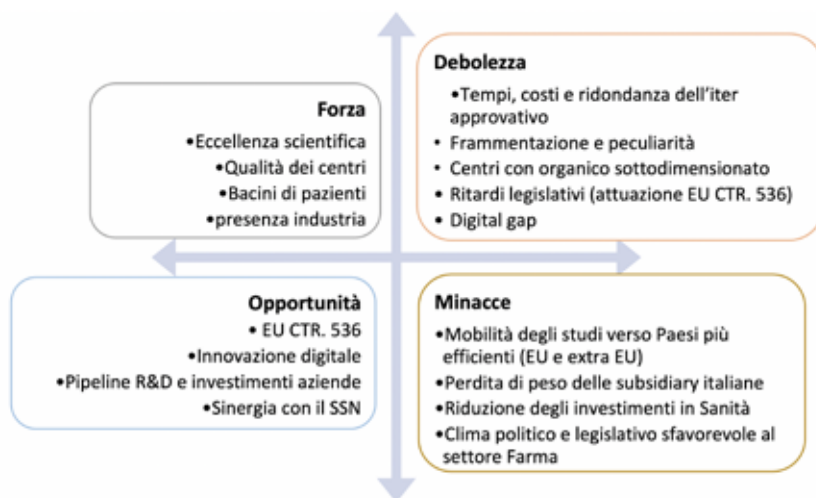 Forza
•Eccellenza scientifica
•Qualità dei centri
•Bacini di pazienti
•presenza industria
Debolezza
•Tempi, costi e ridondanza dell'iter
approvativo
• Frammentazione e peculiarità
• Centri con organico sottodimensionato
• Ritardi legislativi (attuazione EU CTR. 536)
• Digital gap
Opportunità
• EU CTR. 536
•Innovazione digitale
•Pipeline R&D e investimenti aziende
•Sinergia con il SSN
Minacce
•Mobilità degli studi verso Paesi più
efficienti (EU e extra EU)
•Perdita di peso delle subsidiary italiane
•Riduzione degli investimenti in Sanità
•Clima politico e legislativo sfavorevole al
settore Farma